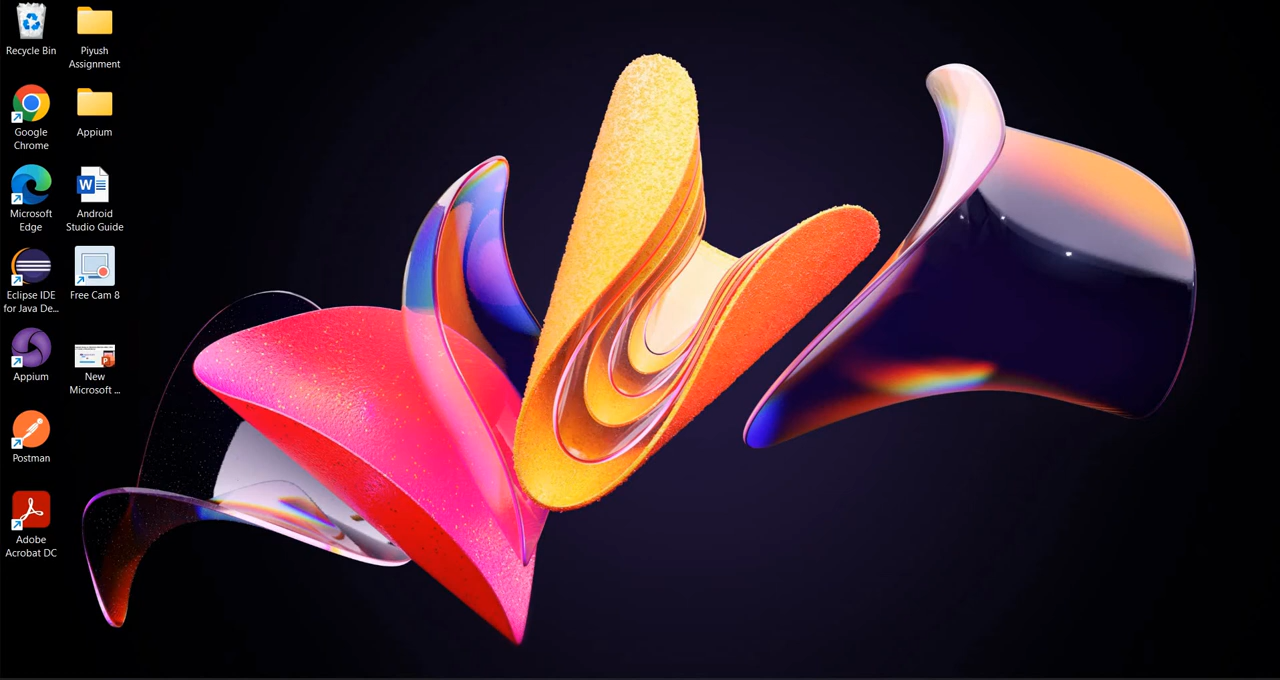 Recycle Bin
Piyush
Assignment
Google
Chrome
Appium
Microsoft
Edge
Android
Studio Guide
Eclipse IDE
for Java De...
Free Cam 8
Appium
New
Microsoft ...
Postman
Adobe
Acrobat DC